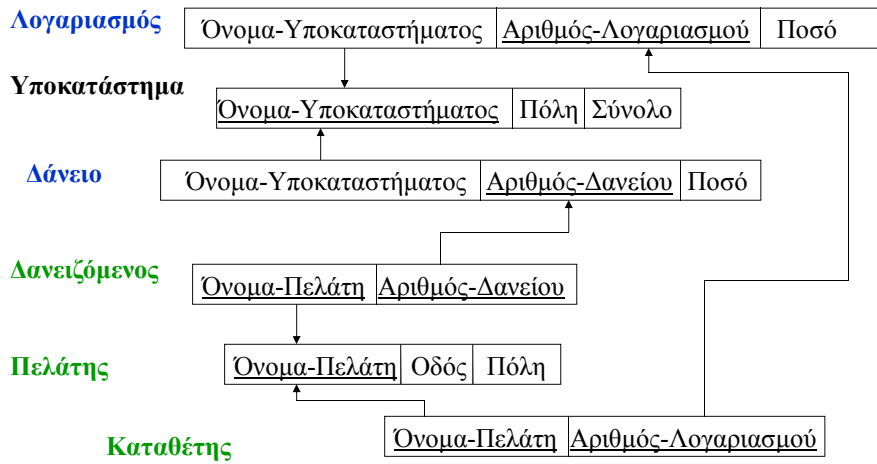 Λογαριασμός Όνομα-Υποκαταστήματος Αριθμός-Λογαριασμού Ποσό
Υποκατάστημα
Όνομα-Υποκαταστήματος Πόλη Σύνολο
Δάνειο Όνομα-Υποκαταστήματος Αριθμός-Δανείου Ποσό
Δανειζόμενος Όνομα-Πελάτη Αριθμός-Δανείου
Πελάτης Όνομα-Πελάτη Οδός Πόλη
Καταθέτης Όνομα-Πελάτη Αριθμός-Λογαριασμού